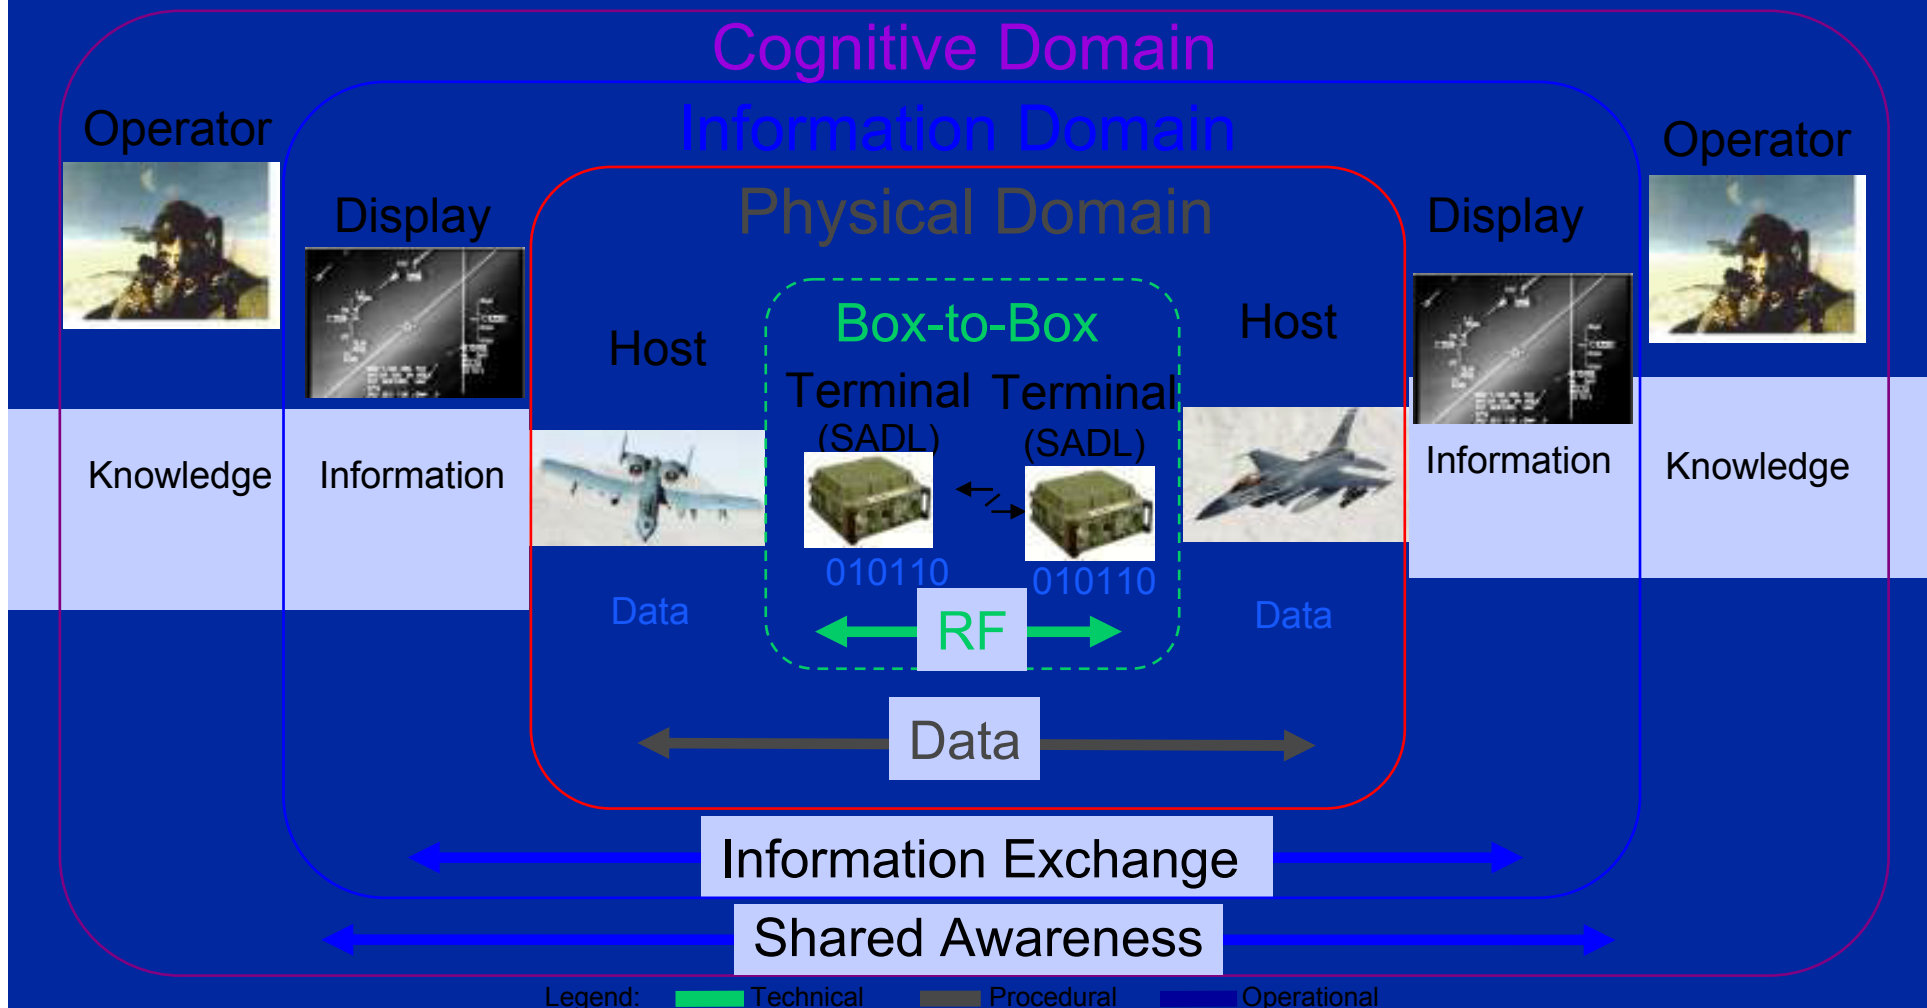 Cognitive Domain
Information Domain
Physical Domain
Operator
Operator
Display
Display
Host
Host
Box-to-Box
Terminal
(SADL)
Terminal
(SADL)
Knowledge
Information
Information
Knowledge
010110
010110
Data
Data
RF
Data
Information Exchange
Shared Awareness
Legend: Technical Procedural Operational